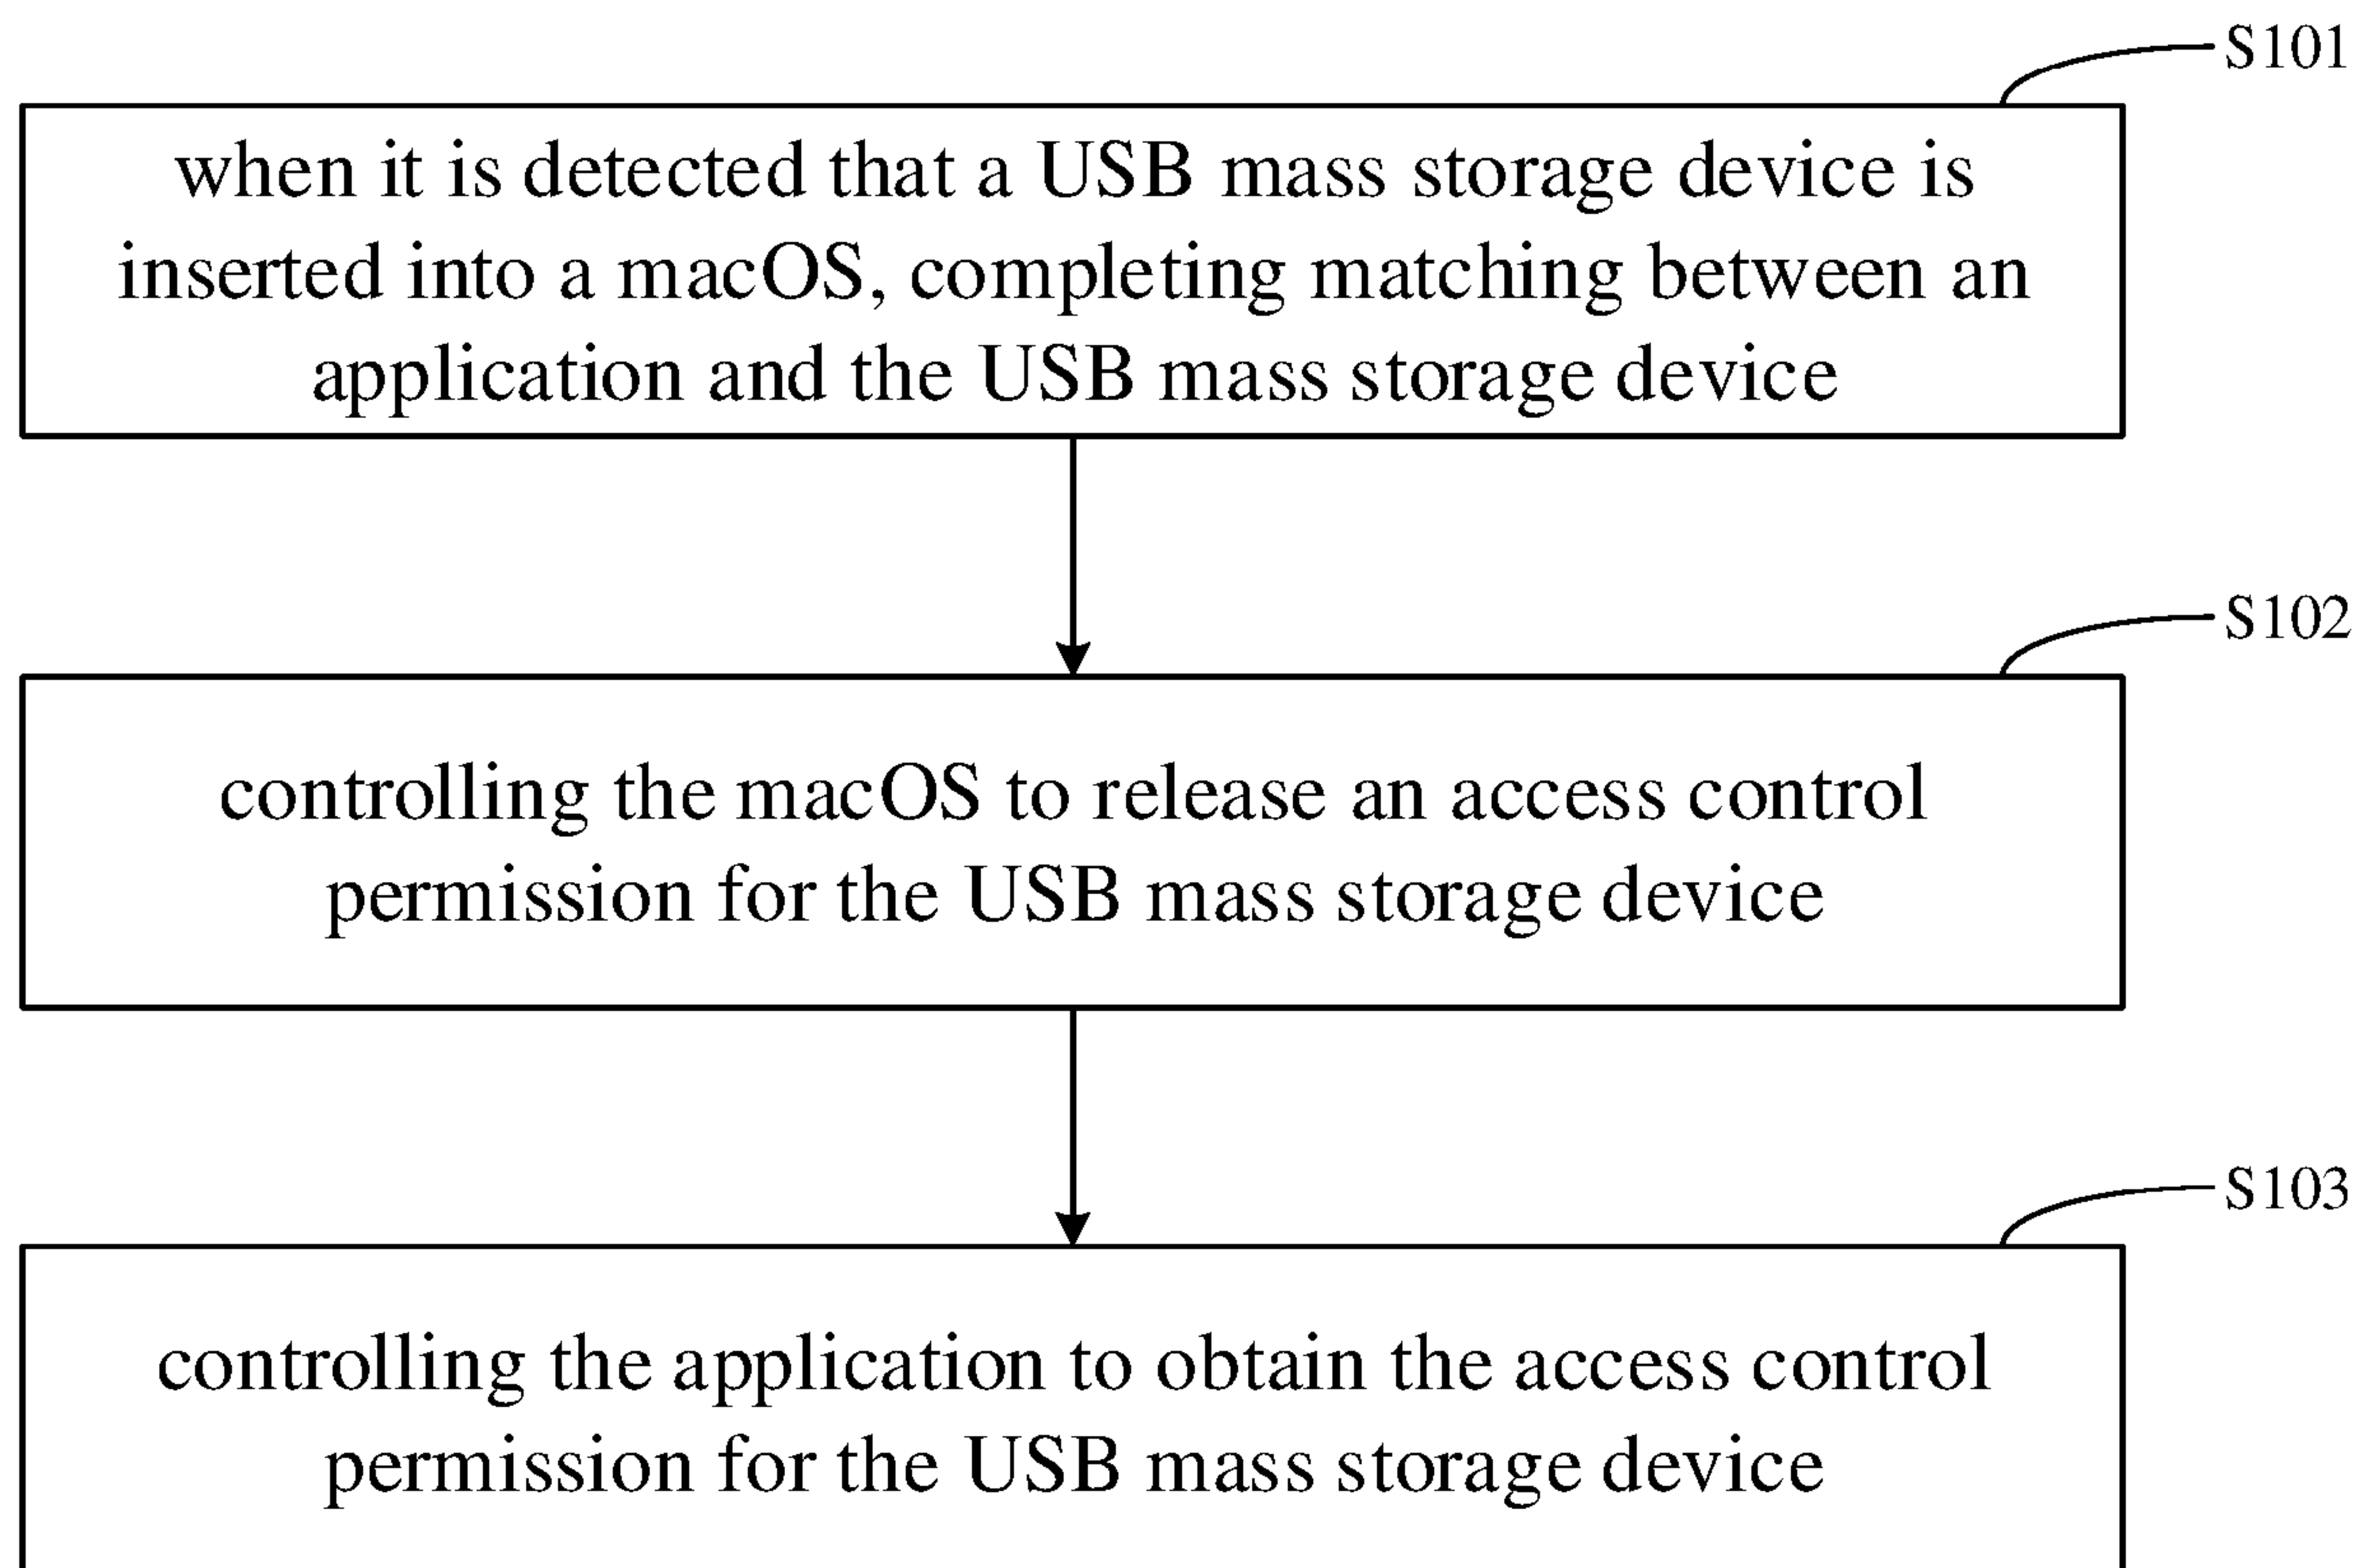 S101
when it is detected that a USB mass storage device is
inserted into a macOS, completing matching between an
application and the USB mass storage device
S102
controlling the macOS to release an access control
permission for the USB mass storage device
S103
controlling the application to obtain the access control
permission for the USB mass storage device